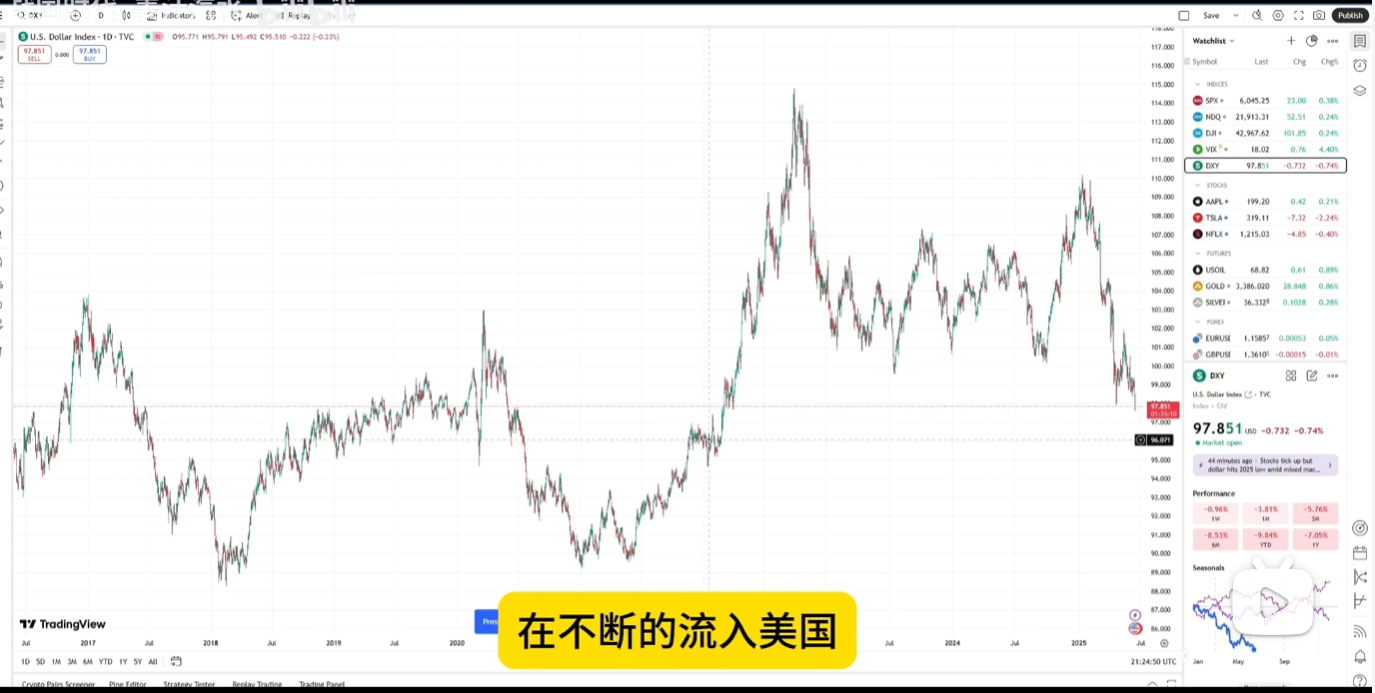 DXY
D
Indicators
Alert
Replay
Save
Publish
U.S. Dollar Index · 1D · TVC
O95.771 H95.791 L95.492 C95.510 -0.222 (-0.23%)
97.851
SELL
0.000
97.851
BUY
117.000
116.000
115.000
114.000
113.000
112.000
111.000
110.000
109.000
108.000
107.000
106.000
105.000
104.000
103.000
102.000
101.000
100.000
99.000
97.851
97.000
96.071
95.000
94.000
93.000
92.000
91.000
90.000
89.000
88.000
87.000
86.000
TradingView
Jul 2017 Jul 2018 Jul 2019 Jul 2020 Jul 2024 Jul 2025 Jul
1D 5D 1M 3M 6M YTD 1Y 5Y All
21:24:50 UTC
Crypto Pairs Screener Pine Editor Strategy Tester Replay Trading Trading Panel
在不断的流入美国
Watchlist
Symbol Last Chg Chg%
INDICES
SPX 6,045.25 23.00 0.38%
NDQ 21,913.31 52.51 0.24%
DJI 42,967.62 101.85 0.24%
VIX 18.02 0.76 4.40%
DXY 97.851 -0.732 -0.74%
STOCKS
AAPL 199.20 0.42 0.21%
TSLA 319.11 -7.32 -2.24%
NFLX 1,215.03 -4.85 -0.40%
FUTURES
USOIL 68.82 0.61 0.89%
GOLD 3,386.020 28.848 0.86%
SILVE 36.332 0.1028 0.28%
FOREX
EURUS 1.15857 0.00053 0.05%
GBPUS 1.3610 -0.00015 -0.01%
DXY
U.S. Dollar Index · TVC
Index · Cfd
97.851 USD -0.732 -0.74%
Market open
44 minutes ago · Stocks tick up but
dollar hits 2025 low amid mixed mac...
Performance
-0.96% -3.81% -5.76%
1W 1M 3M
-8.53% -9.84% -7.05%
6M YTD 1Y
Seasonals
Jan May Sep